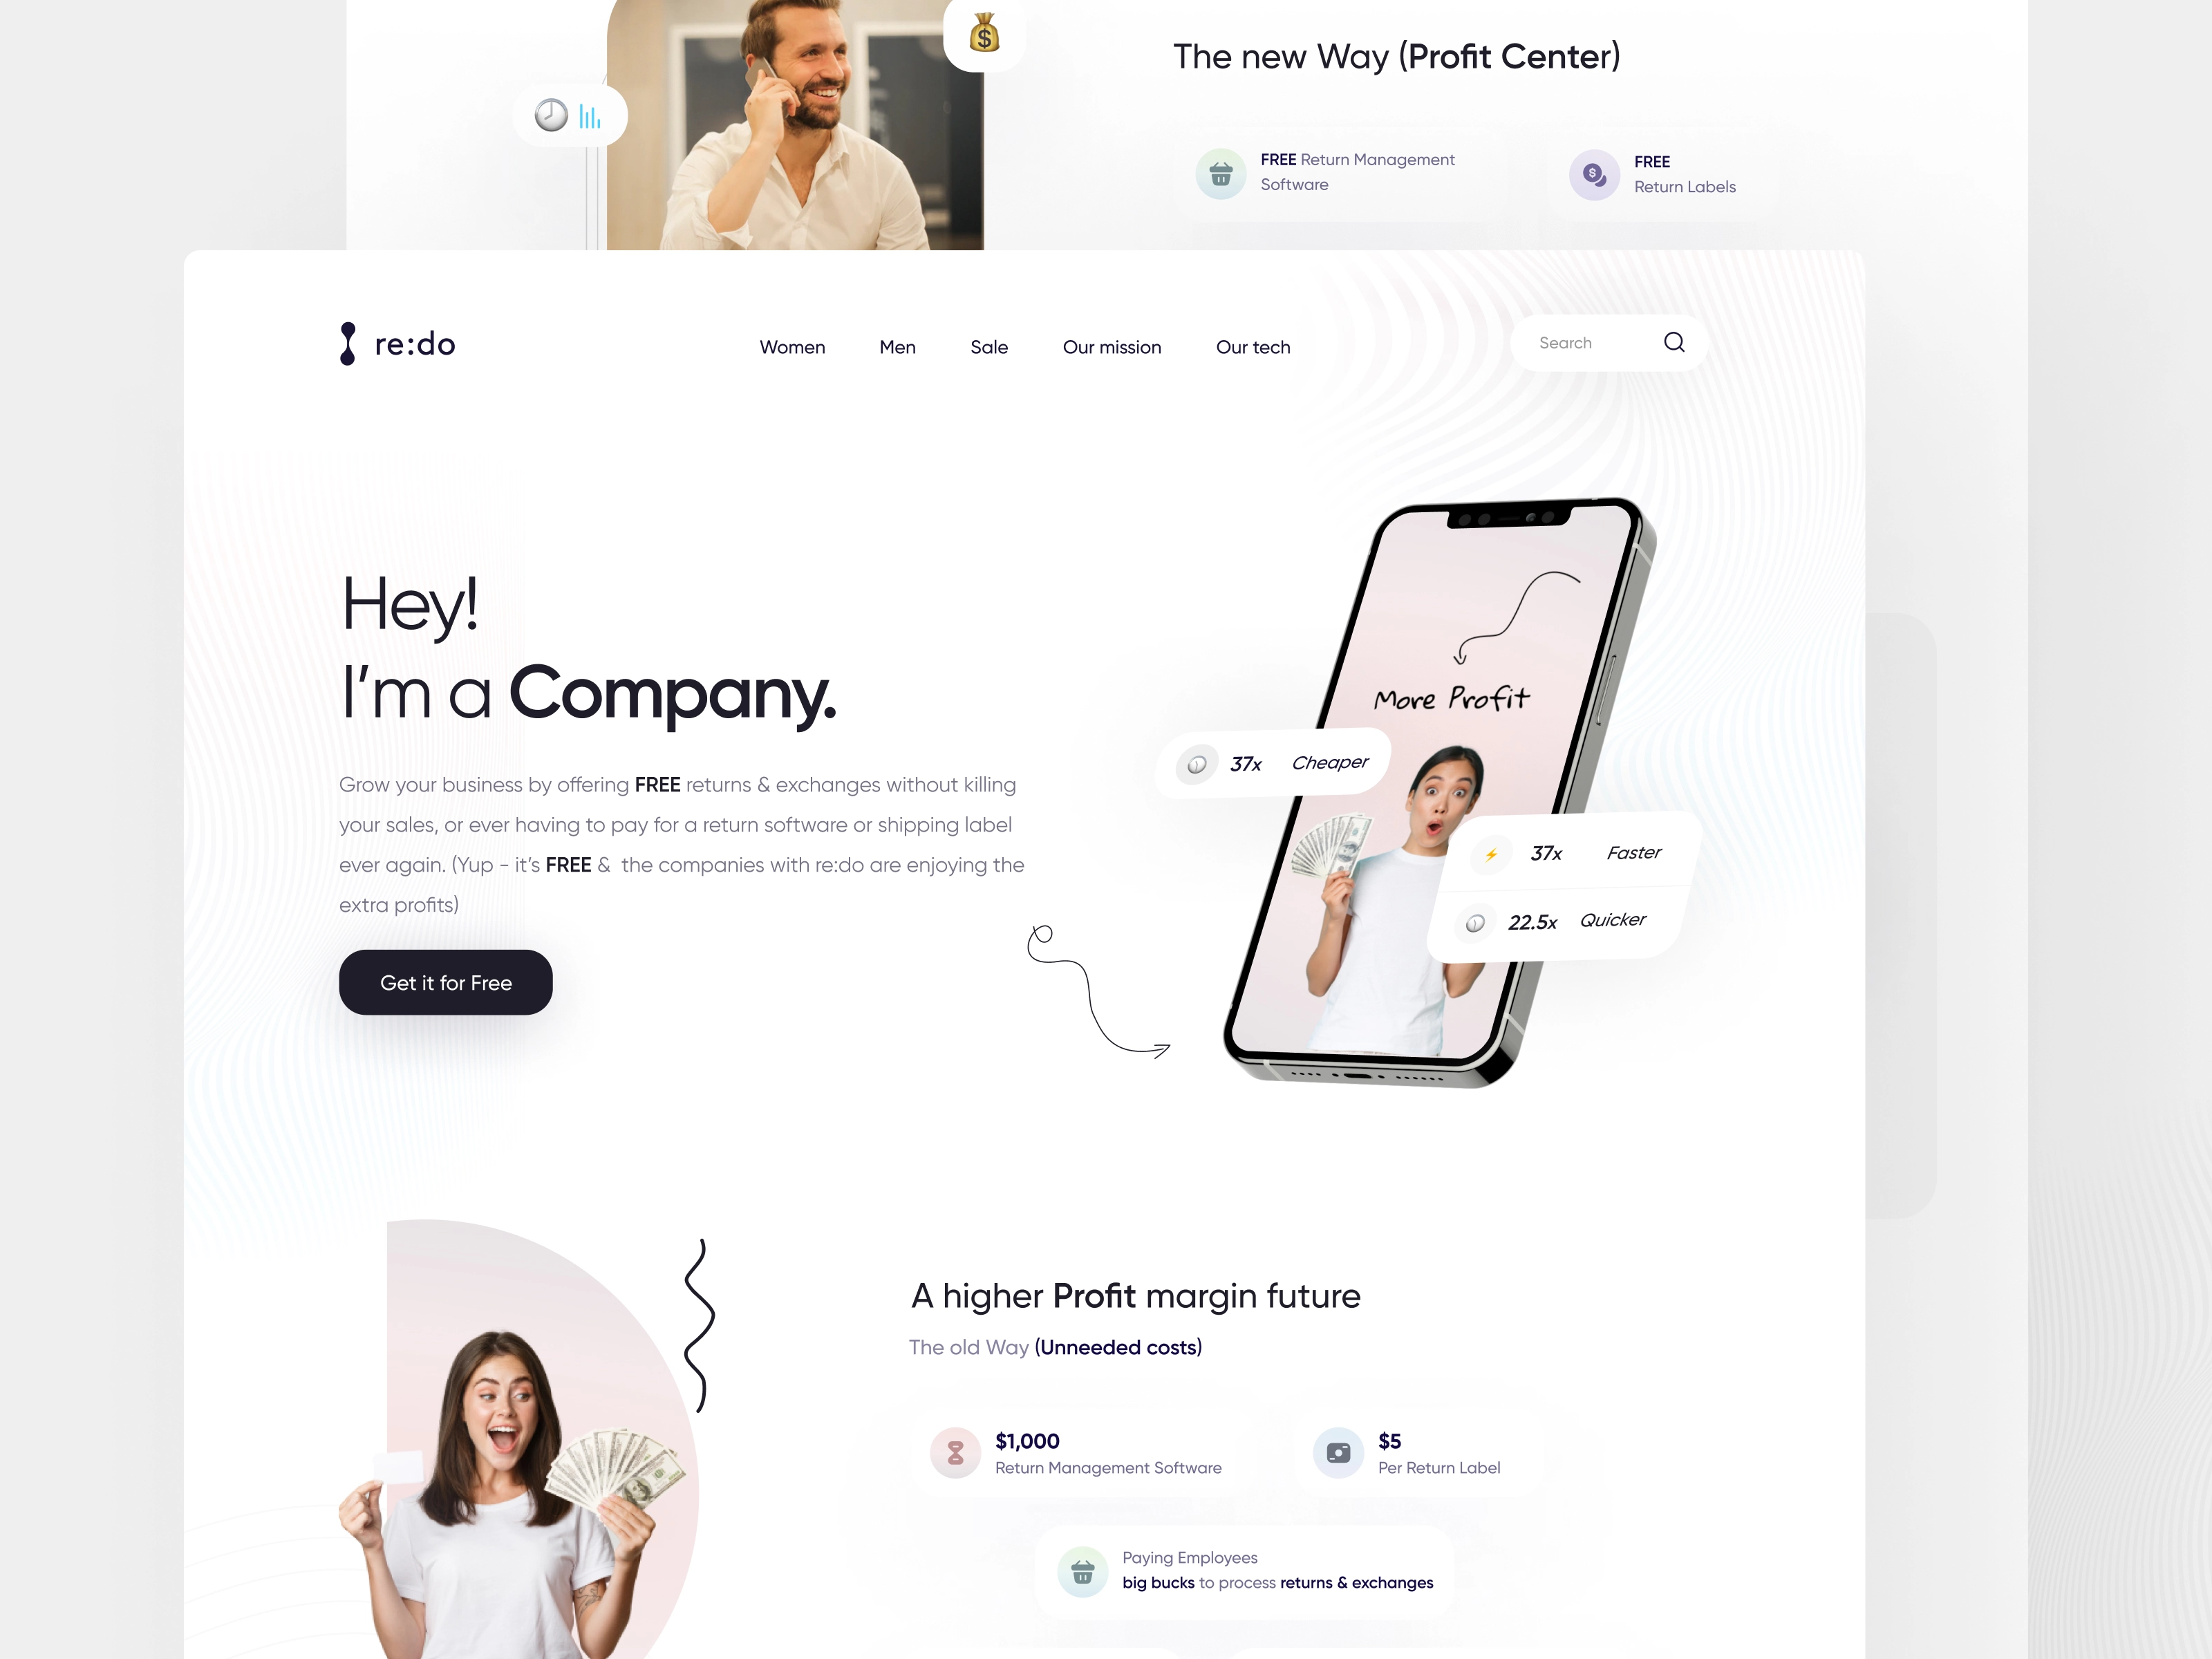 The new Way (Profit Center)
FREE Return Management
Software
FREE
Return Labels
re:do
Women
Men
Sale
Our mission
Our tech
Search
Hey!
I'm a Company.
Grow your business by offering FREE returns & exchanges without killing
your sales, or ever having to pay for a return software or shipping label
ever again. (Yup - it's FREE &  the companies with re:do are enjoying the
extra profits)
Get it for Free
More Profit
37x Cheaper
37x Faster
22.5x Quicker
A higher Profit margin future
The old Way (Unneeded costs)
$1,000
Return Management Software
$5
Per Return Label
Paying Employees
big bucks to process returns & exchanges